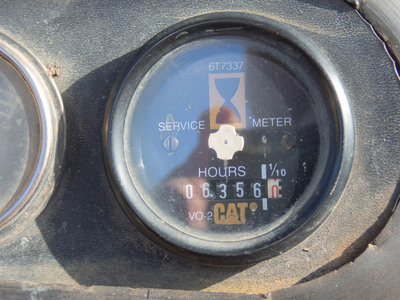 6T7337
SERVICE METER
HOURS 1/10
06356
VO-2 CAT